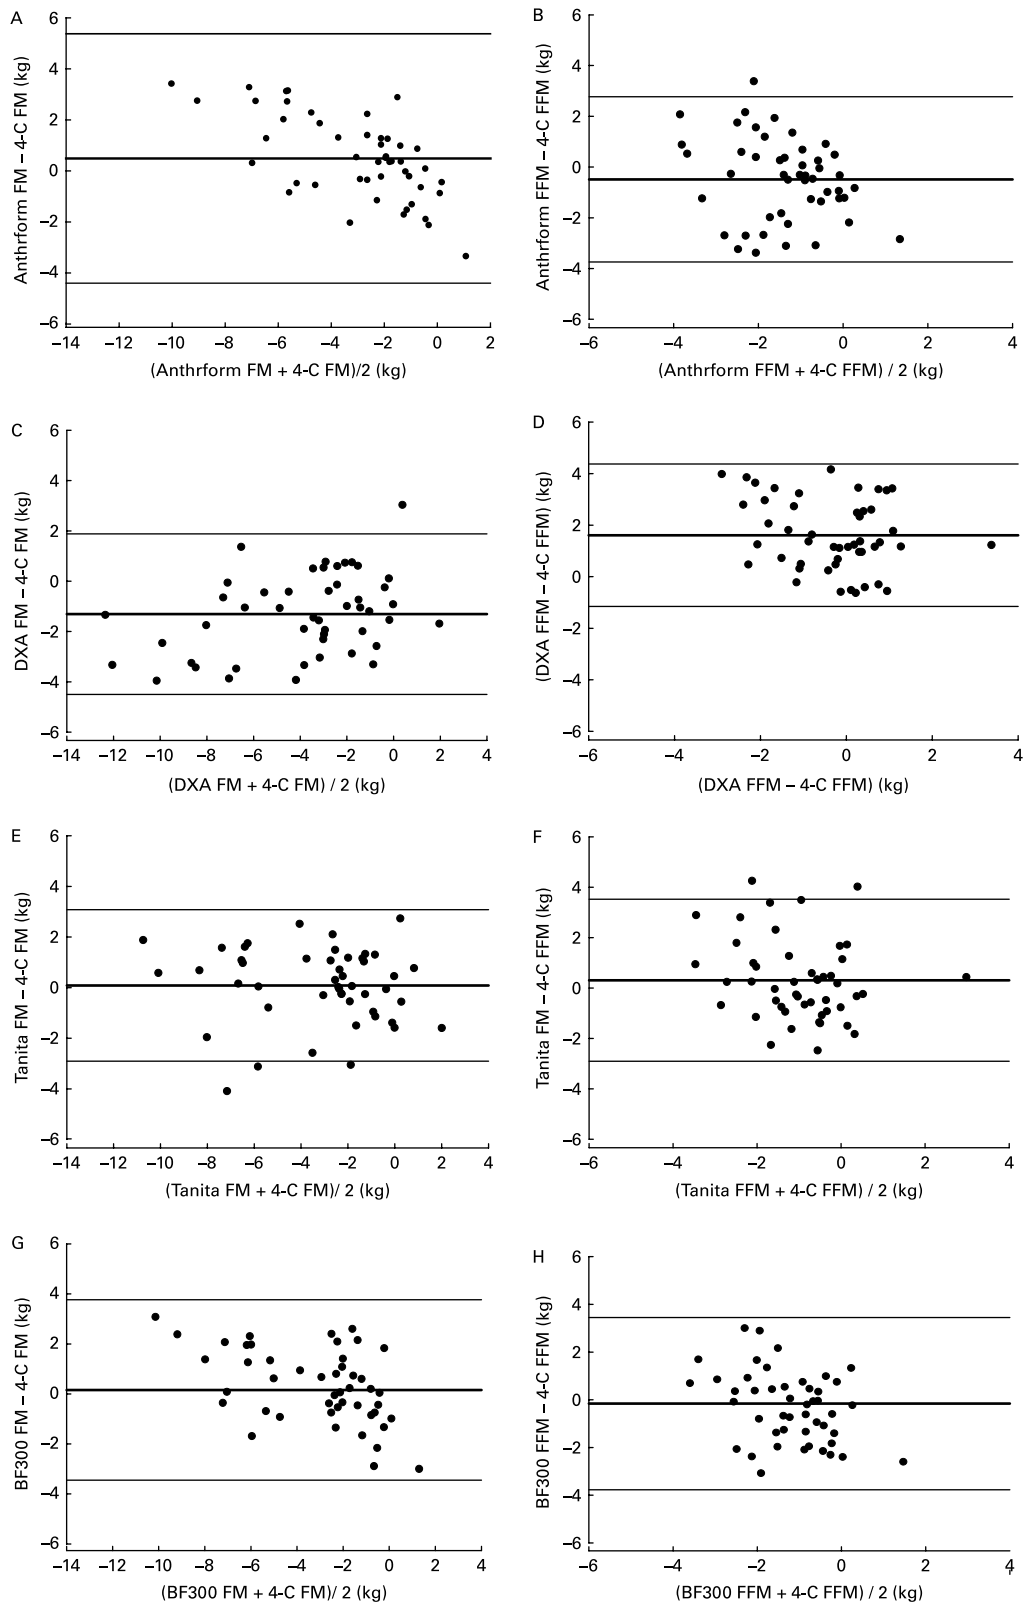 A
Anthrform FM – 4-C FM (kg)
6
4
2
0
–2
–4
–6
–14 –12 –10 –8 –6 –4 –2 0 2
(Anthrform FM + 4-C FM)/2 (kg)
B
Anthrform FFM – 4-C FFM (kg)
6
4
2
0
–2
–4
–6
–6 –4 –2 0 2 4
(Anthrform FFM + 4-C FFM) / 2 (kg)
C
DXA FM – 4-C FM (kg)
6
4
2
0
–2
–4
–6
–14 –12 –10 –8 –6 –4 –2 0 2 4
(DXA FM + 4-C FM) / 2 (kg)
D
(DXA FFM – 4-C FFM) (kg)
6
4
2
0
–2
–4
–6
–6 –4 –2 0 2 4
(DXA FFM – 4-C FFM) (kg)
E
Tanita FM – 4-C FM (kg)
6
4
2
0
–2
–4
–6
–14 –12 –10 –8 –6 –4 –2 0 2 4
(Tanita FM + 4-C FM)/ 2 (kg)
F
Tanita FM – 4-C FFM (kg)
6
4
2
0
–2
–4
–6
–6 –4 –2 0 2 4
(Tanita FFM + 4-C FFM) / 2 (kg)
G
BF300 FM – 4-C FM (kg)
6
4
2
0
–2
–4
–6
–14 –12 –10 –8 –6 –4 –2 0 2 4
(BF300 FM + 4-C FM)/ 2 (kg)
H
BF300 FFM – 4-C FFM (kg)
6
4
2
0
–2
–4
–6
–6 –4 –2 0 2 4
(BF300 FFM + 4-C FFM) / 2 (kg)